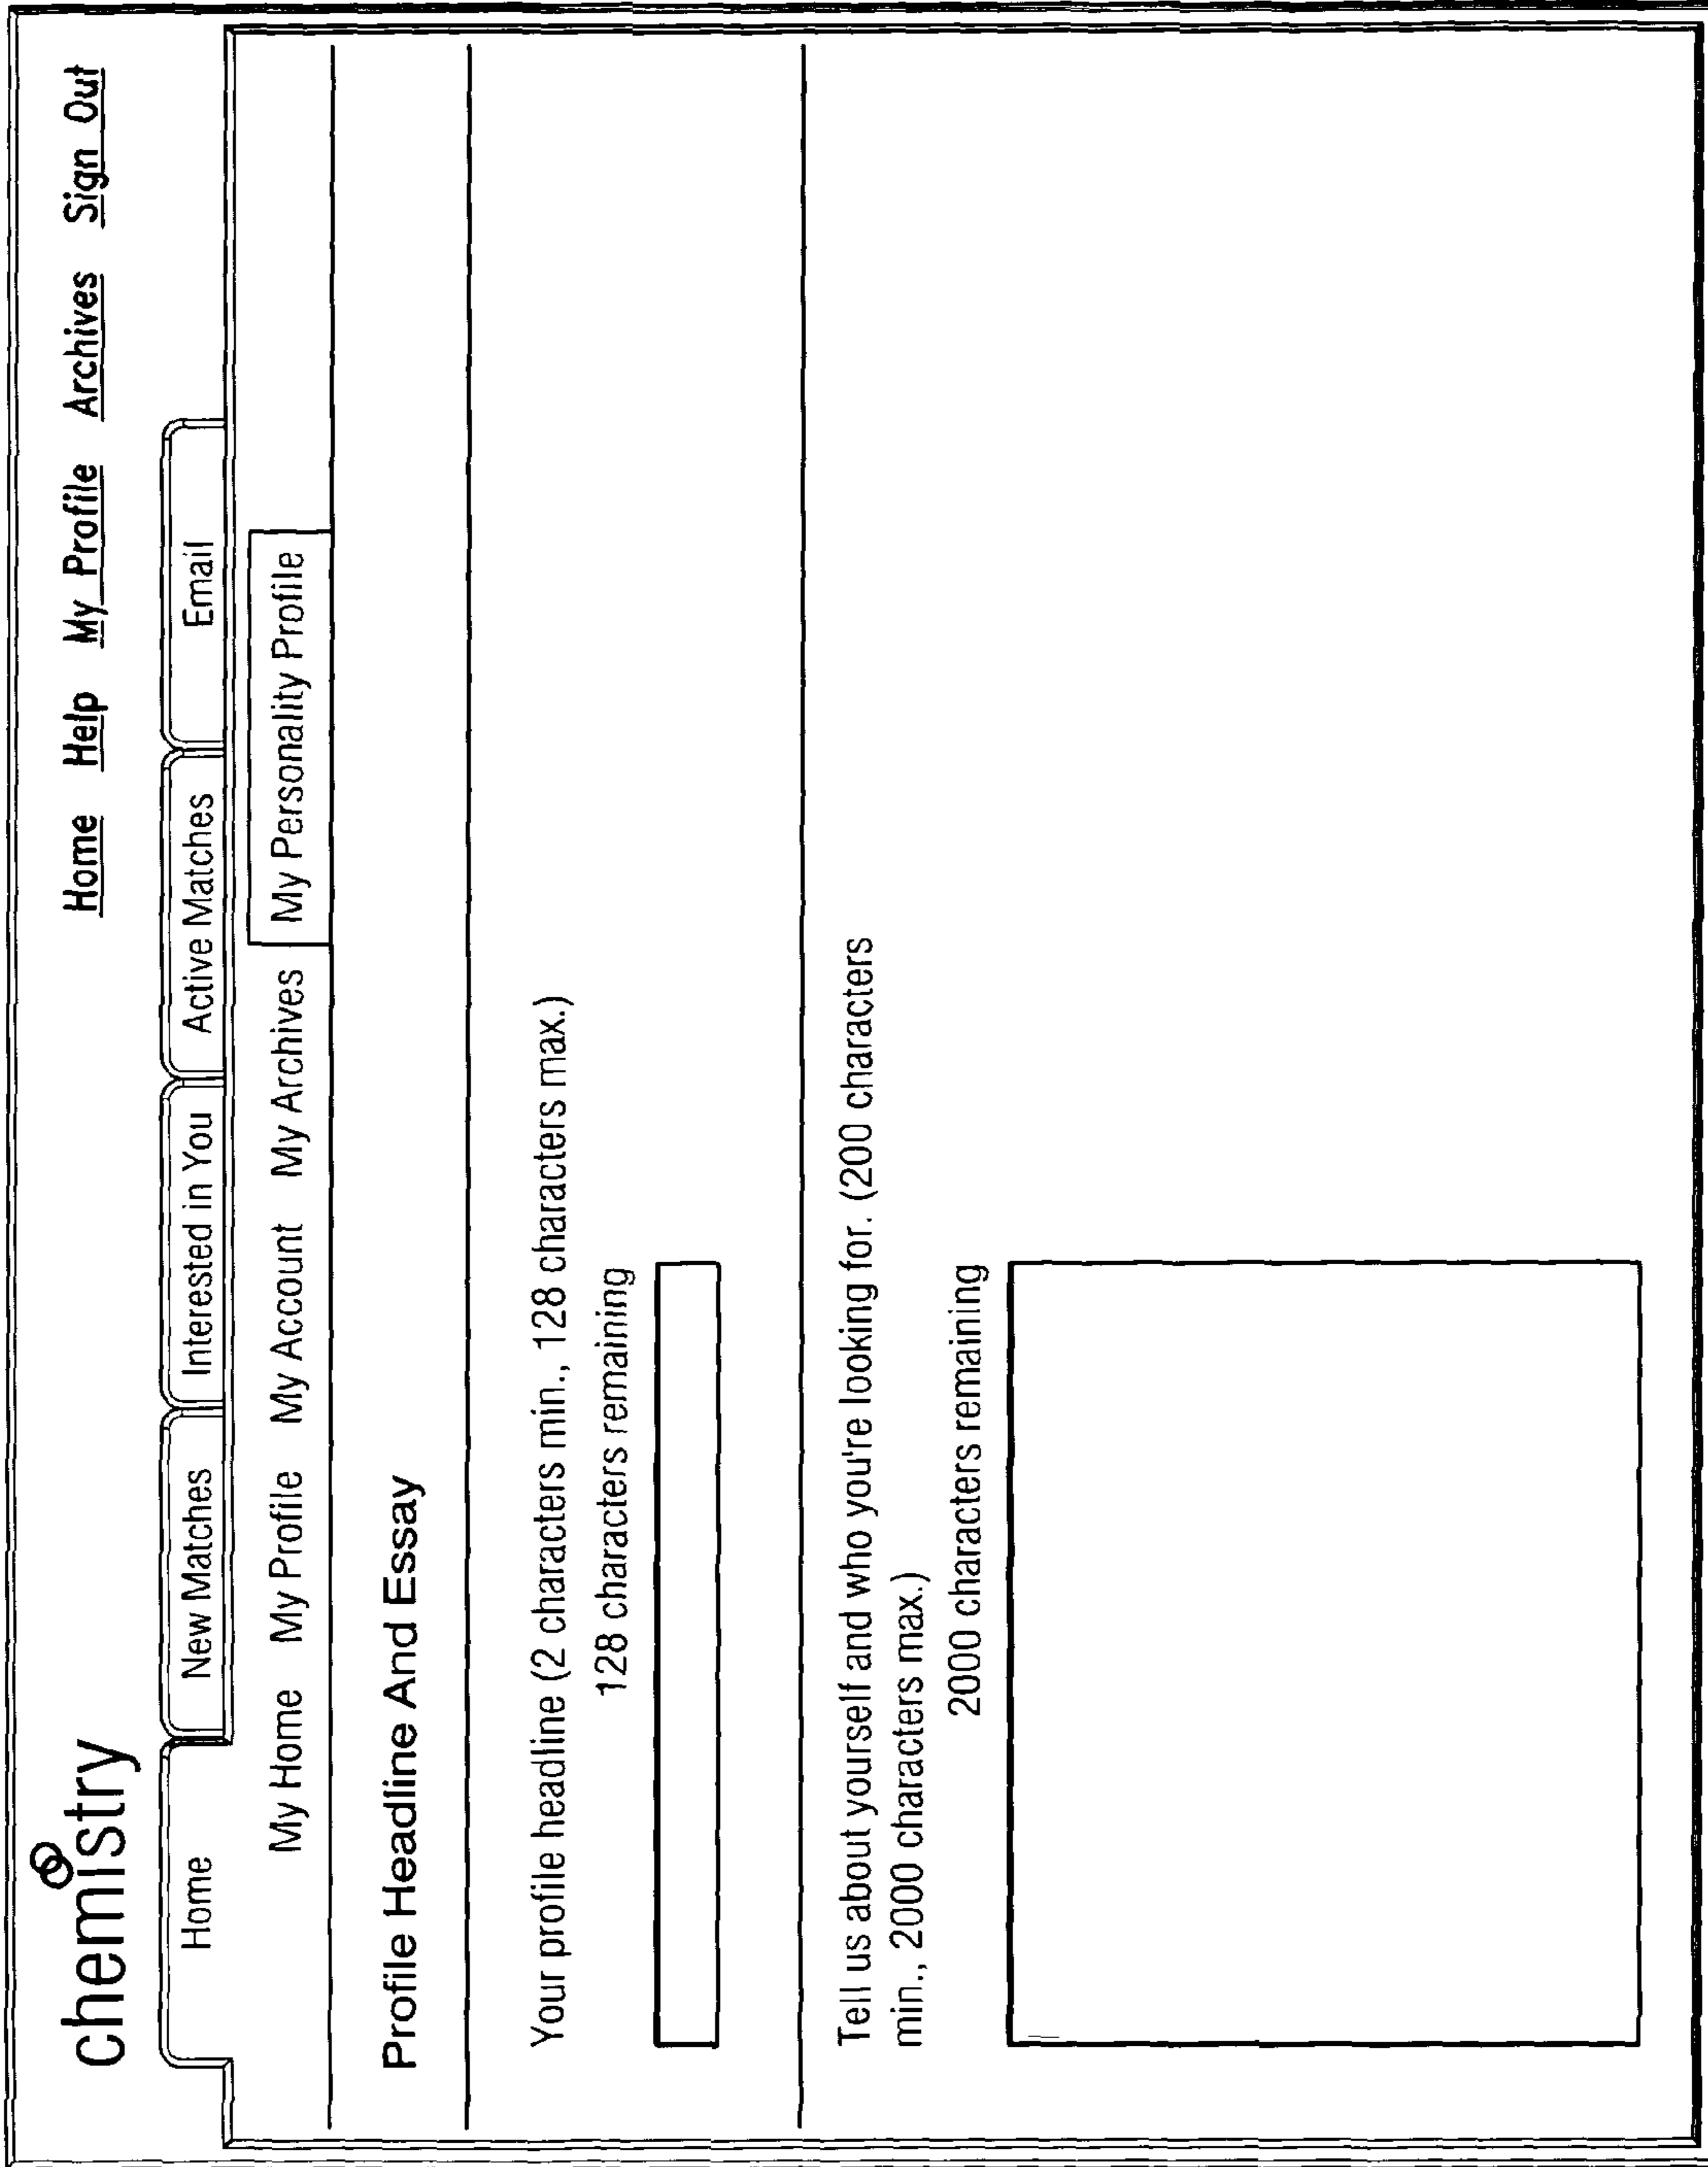 chemistry
Home Help My Profile Archives Sign Out
Home New Matches Interested in You Active Matches Email
My Home My Profile My Account My Archives My Personality Profile
Profile Headline And Essay
Your profile headline (2 characters min., 128 characters max.)
128 characters remaining
Tell us about yourself and who you're looking for. (200 characters
min., 2000 characters max.)
2000 characters remaining